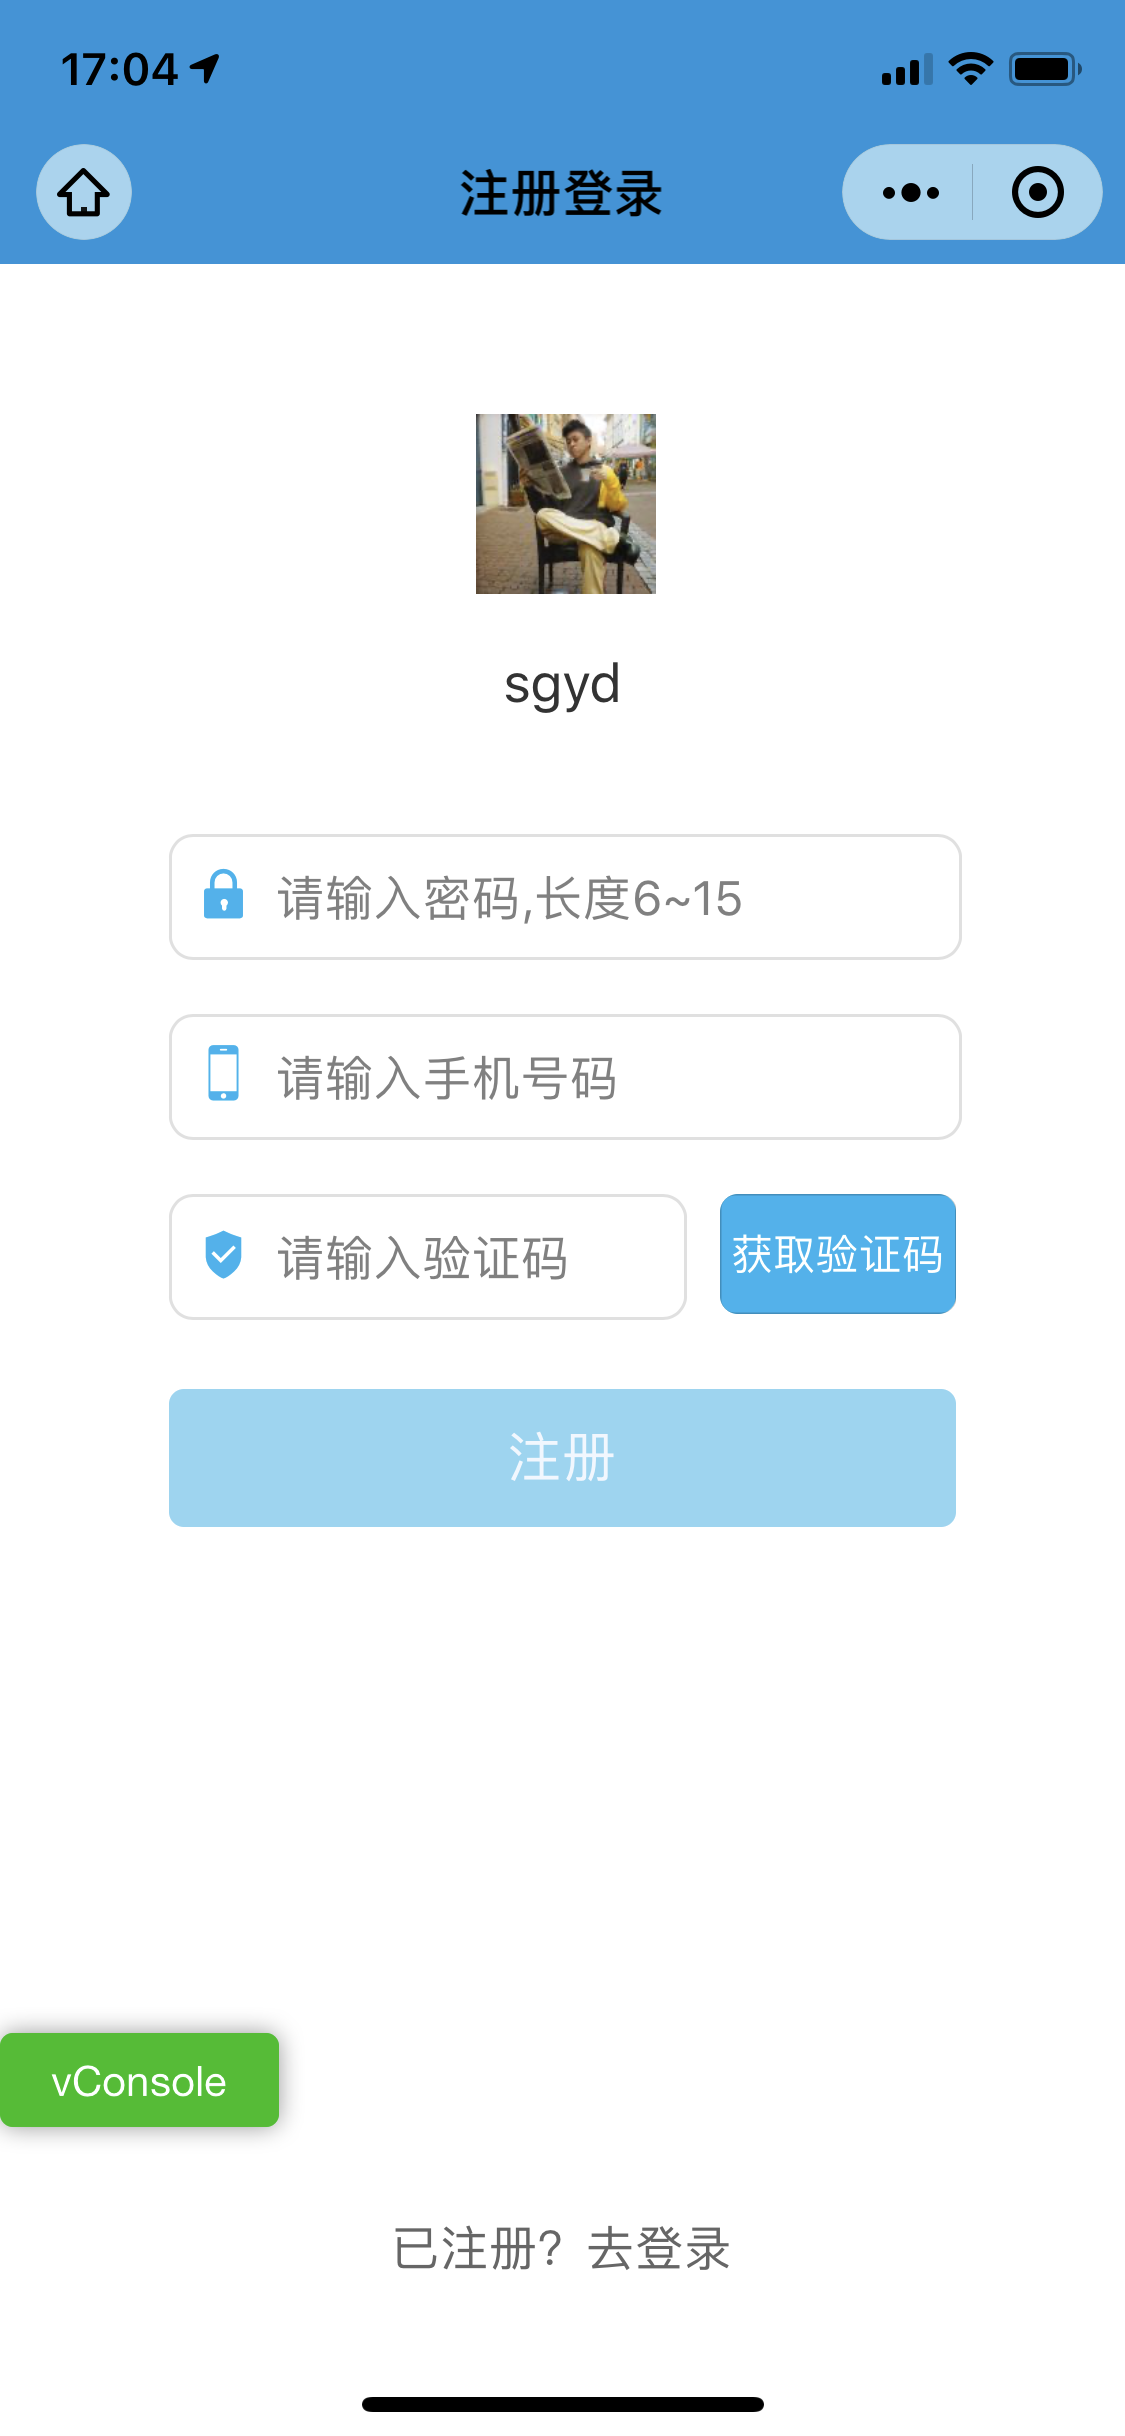 17:04
注册登录
sgyd
请输入密码,长度6~15
请输入手机号码
请输入验证码
获取验证码
注册
vConsole
已注册? 去登录